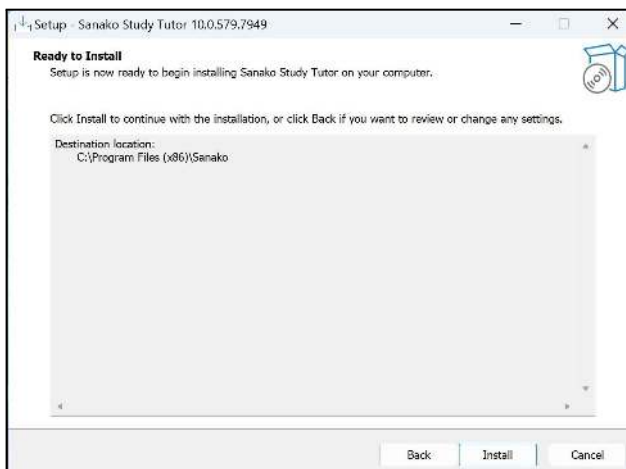 Setup - Sanako Study Tutor 10.0.579.7949
Ready to Install
Setup is now ready to begin installing Sanako Study Tutor on your computer.
Click Install to continue with the installation, or click Back if you want to review or change any settings.
Destination location:
C:\Program Files (x86)\Sanako
Back
Install
Cancel